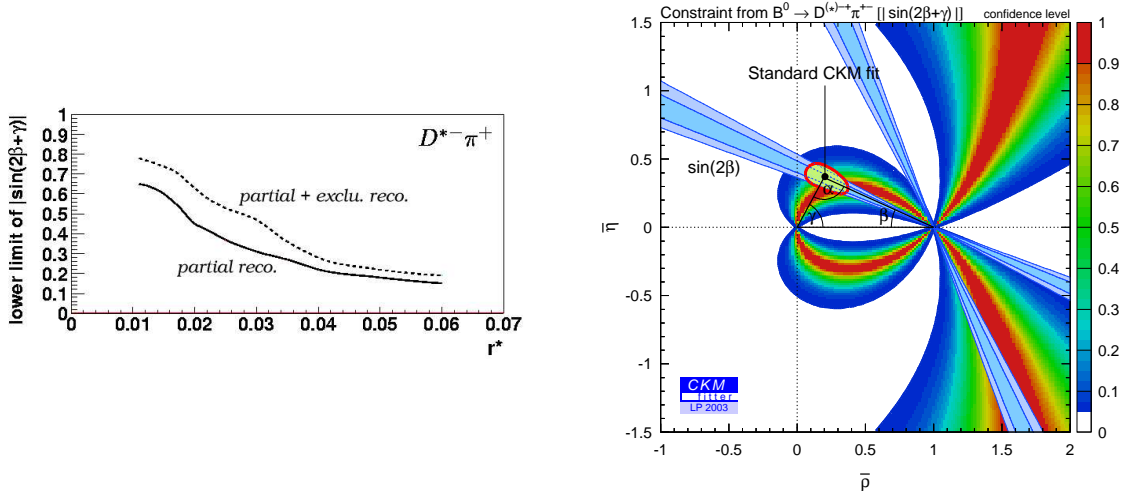 lower limit of |sin(2β+γ)|
1
0.9
0.8
0.7
0.6
0.5
0.4
0.3
0.2
0.1
0
D*− π+
partial + exclu. reco.
partial reco.
0 0.01 0.02 0.03 0.04 0.05 0.06 0.07
r*
Constraint from B⁰ → D⁽*⁾⁻⁺π⁺⁻ [| sin(2β+γ) |] confidence level
Standard CKM fit
sin(2β)
α
γ
β
η̅
1.5
1
0.5
0
-0.5
-1
-1.5
CKM
fitter
LP 2003
-1 -0.5 0 0.5 1 1.5 2
ρ̅
1
0.9
0.8
0.7
0.6
0.5
0.4
0.3
0.2
0.1
0